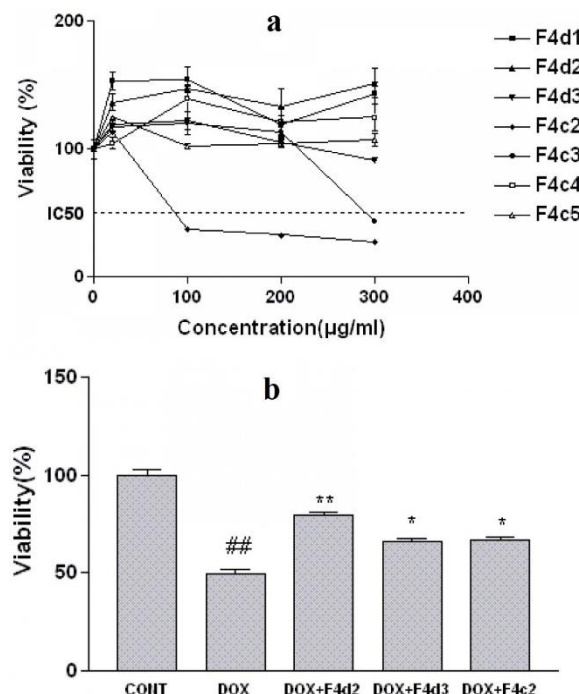 a
200
100
IC50
0
Viability (%)
0 100 200 300 400
Concentration(µg/ml)
F4d1
F4d2
F4d3
F4c2
F4c3
F4c4
F4c5
b
150
100
50
0
Viability(%)
##
**
*
*
CONT DOX DOX+F4d2 DOX+F4d3 DOX+F4c2